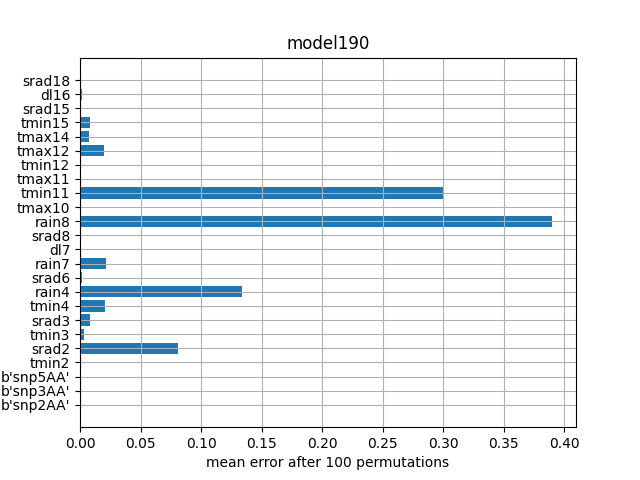 model190
srad18
dl16
srad15
tmin15
tmax14
tmax12
tmin12
tmax11
tmin11
tmax10
rain8
srad8
dl7
rain7
srad6
rain4
tmin4
srad3
tmin3
srad2
tmin2
b'snp5AA'
b'snp3AA'
b'snp2AA'
0.00 0.05 0.10 0.15 0.20 0.25 0.30 0.35 0.40
mean error after 100 permutations